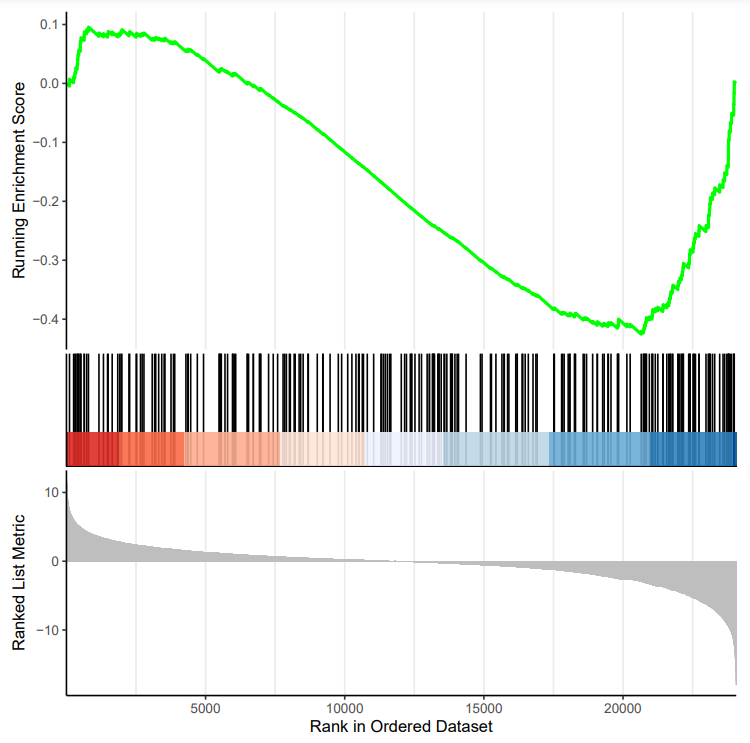 Running Enrichment Score
0.1
0.0
−0.1
−0.2
−0.3
−0.4
Ranked List Metric
10
0
−10
5000 10000 15000 20000
Rank in Ordered Dataset